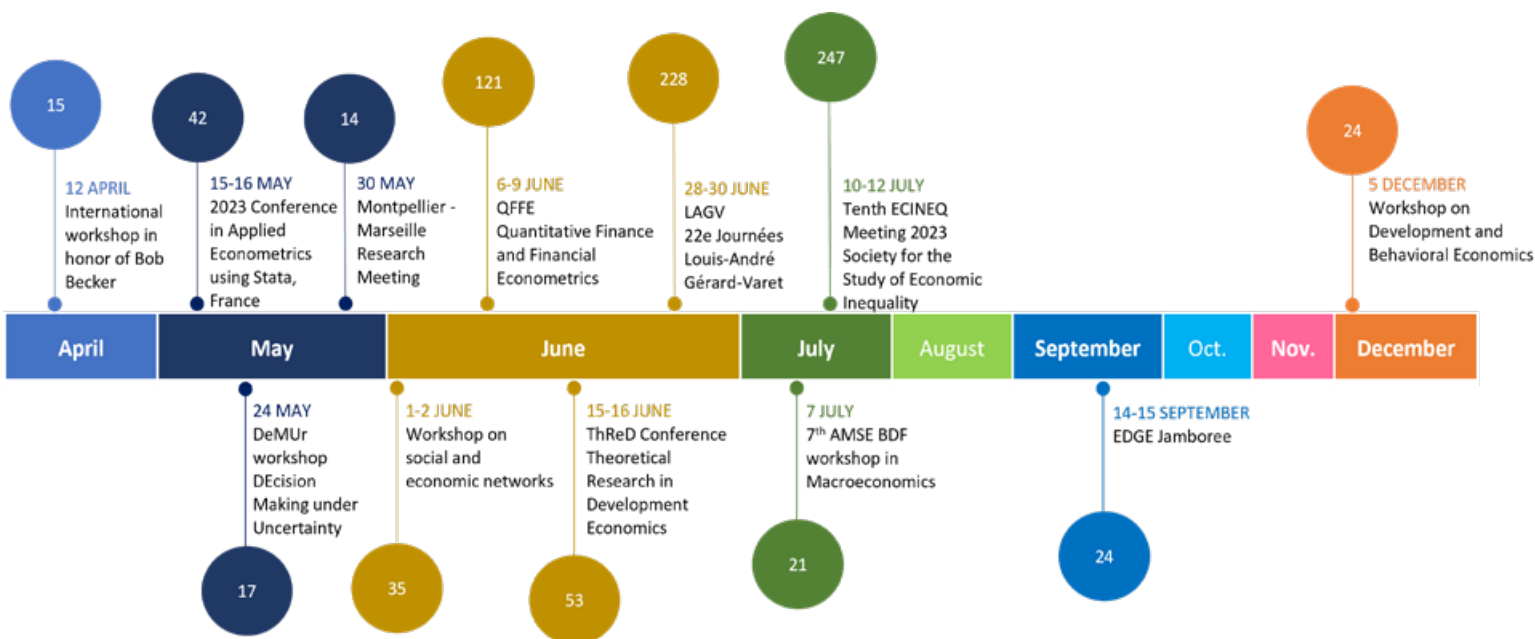 15
42
14
121
228
247
24
12 APRIL
International
workshop in
honor of Bob
Becker
15-16 MAY
2023 Conference
in Applied
Econometrics
using Stata,
France
30 MAY
Montpellier -
Marseille
Research
Meeting
6-9 JUNE
QFFE
Quantitative Finance
and Financial
Econometrics
28-30 JUNE
LAGV
22e Journées
Louis-André
Gérard-Varet
10-12 JULY
Tenth ECINEQ
Meeting 2023
Society for the
Study of Economic
Inequality
5 DECEMBER
Workshop on
Development and
Behavioral Economics
April
May
June
July
August
September
Oct.
Nov.
December
24 MAY
DeMUr
workshop
DEcision
Making under
Uncertainty
1-2 JUNE
Workshop on
social and
economic networks
15-16 JUNE
ThReD Conference
Theoretical
Research in
Development
Economics
7 JULY
7th AMSE BDF
workshop in
Macroeconomics
14-15 SEPTEMBER
EDGE Jamboree
17
35
53
21
24